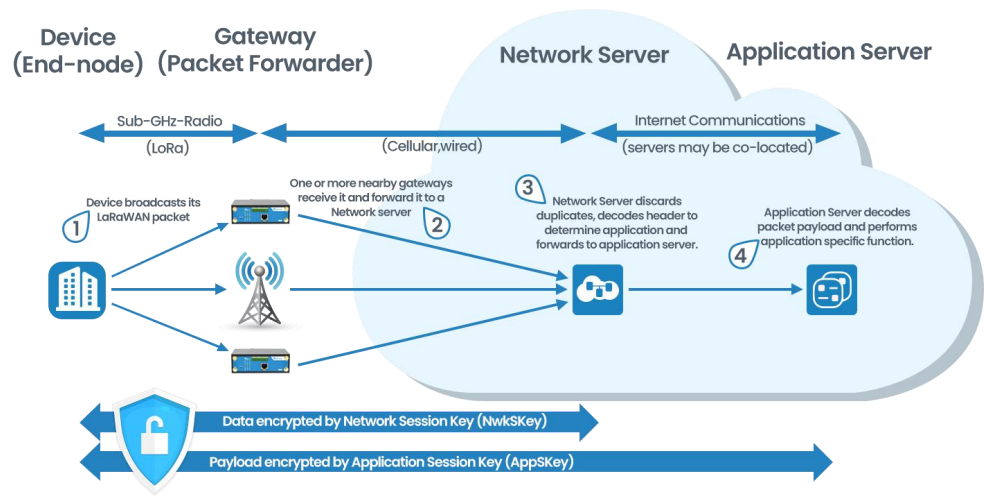 Device
(End-node)
Gateway
(Packet Forwarder)
Network Server
Application Server
Sub-GHz-Radio
(LoRa)
(Cellular,wired)
Internet Communications
(servers may be co-located)
1
Device broadcasts its
LaRaWAN packet
One or more nearby gateways
receive it and forward it to a
Network server
2
3
Network Server discards
duplicates, decodes header to
determine application and
forwards to application server.
4
Application Server decodes
packet payload and performs
application specific function.
Data encrypted by Network Session Key (NwkSKey)
Payload encrypted by Application Session Key (AppSKey)